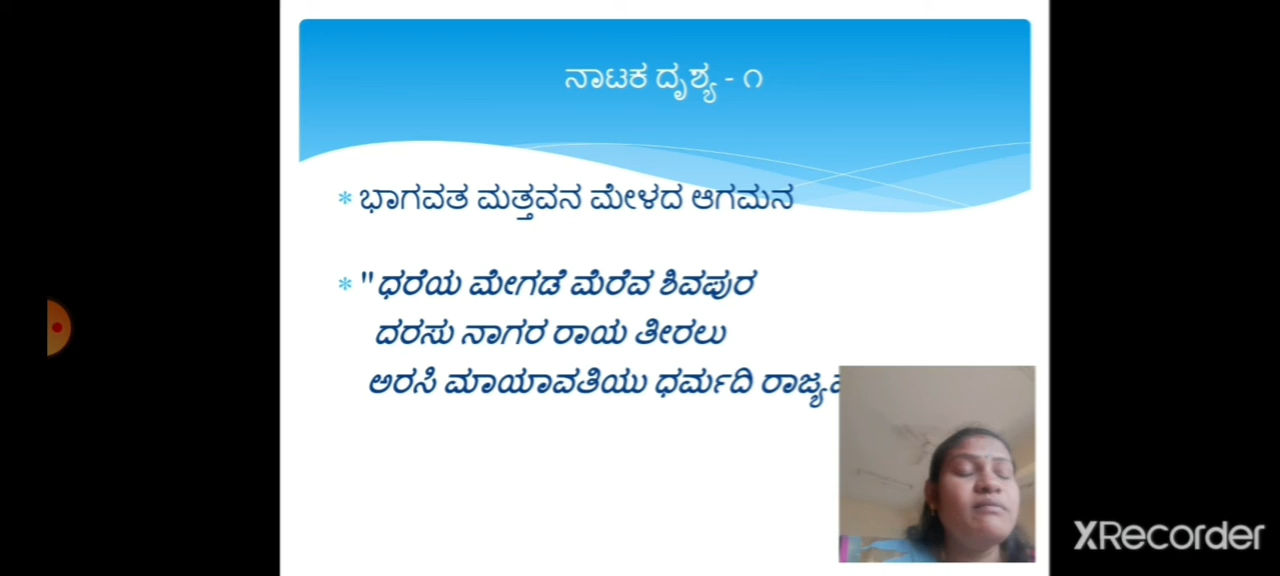 ನಾಟಕ ದೃಶ್ಯ - ೧
* ಭಾಗವತ ಮತ್ತವನ ಮೇಳದ ಆಗಮನ
* "ಧರೆಯ ಮೇಗಡೆ ಮೆರೆವ ಶಿವಪುರ
ದರಸು ನಾಗರ ರಾಯ ತೀರಲು
ಅರಸಿ ಮಾಯಾವತಿಯು ಧರ್ಮದಿ
XRecorder